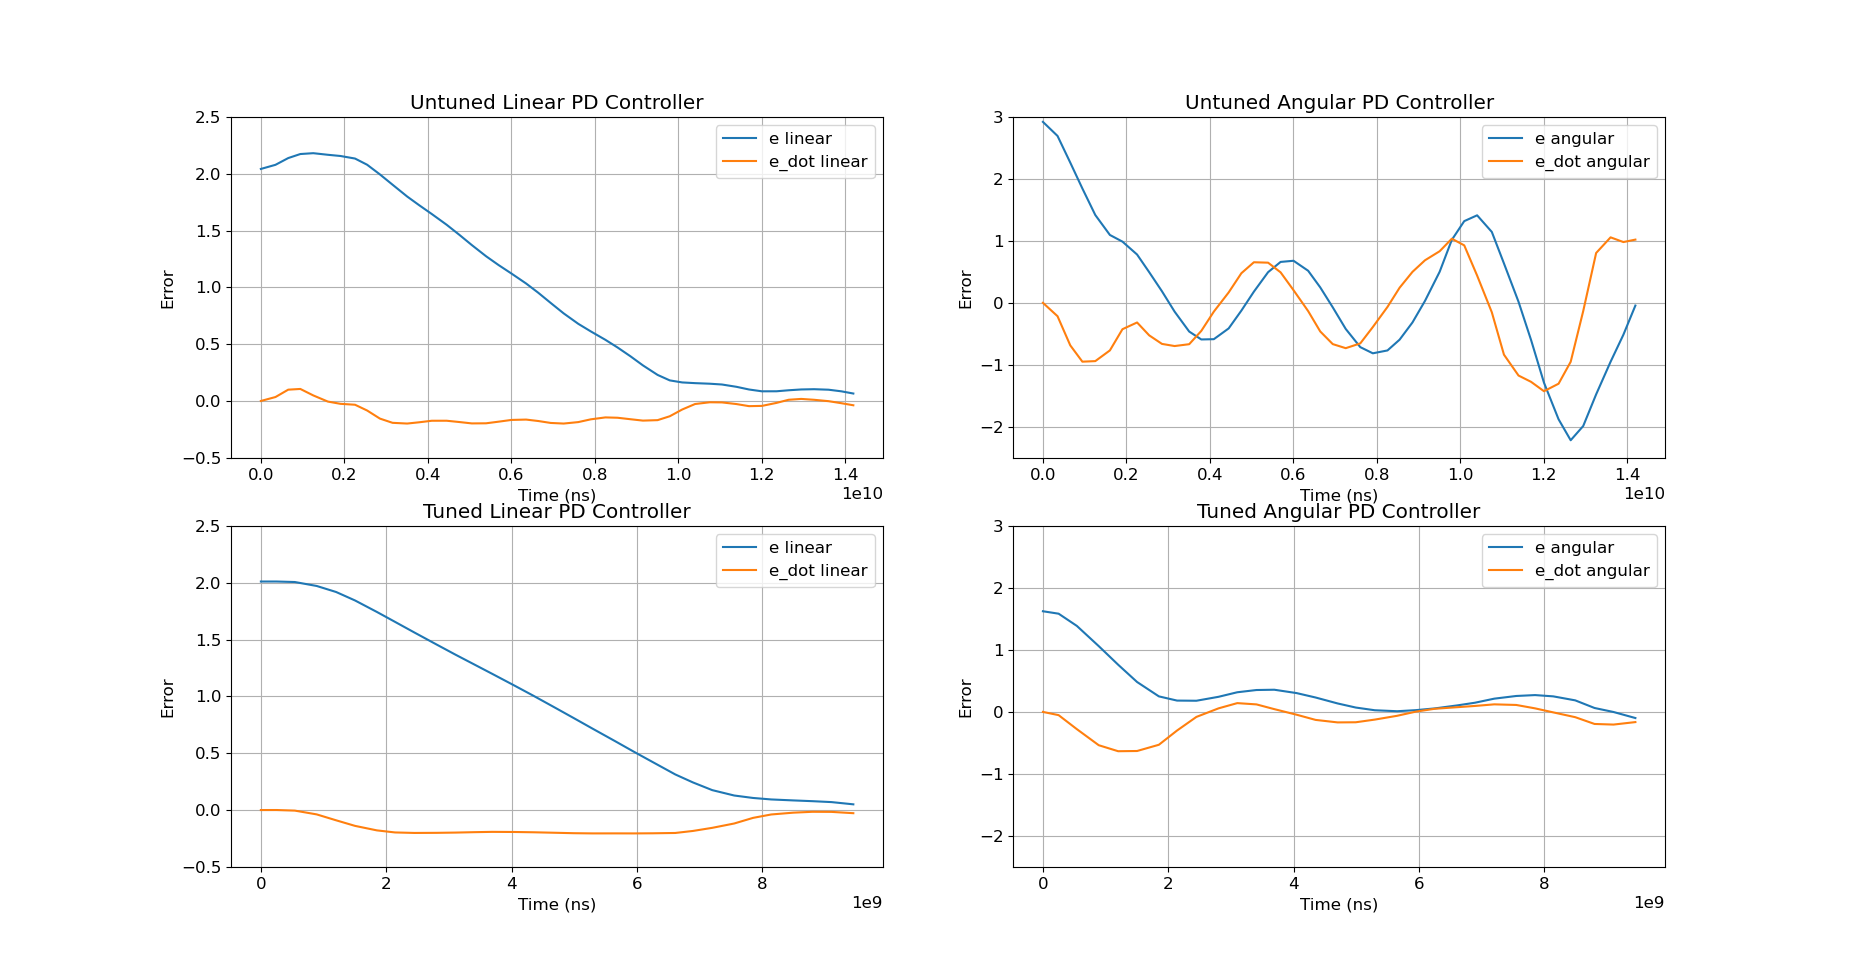 Untuned Linear PD Controller
2.5
2.0
1.5
1.0
0.5
0.0
−0.5
Error
e linear
e_dot linear
0.0 0.2 0.4 0.6 0.8 1.0 1.2 1.4
1e10
Time (ns)
Untuned Angular PD Controller
3
2
1
0
−1
−2
Error
e angular
e_dot angular
0.0 0.2 0.4 0.6 0.8 1.0 1.2 1.4
1e10
Time (ns)
Tuned Linear PD Controller
2.5
2.0
1.5
1.0
0.5
0.0
−0.5
Error
e linear
e_dot linear
0 2 4 6 8
1e9
Time (ns)
Tuned Angular PD Controller
3
2
1
0
−1
−2
Error
e angular
e_dot angular
0 2 4 6 8
1e9
Time (ns)